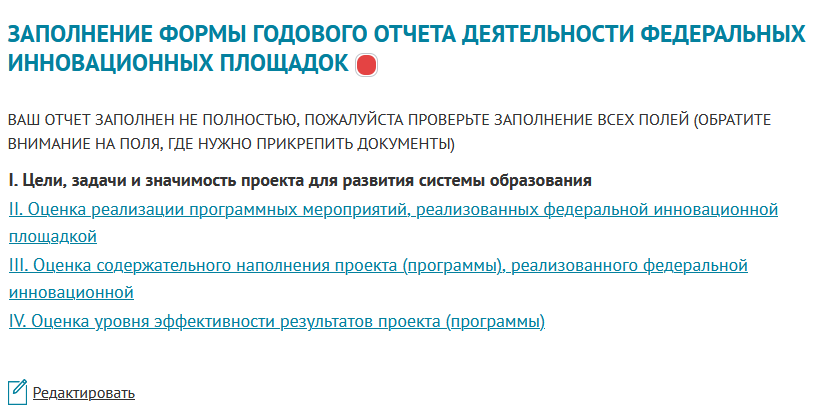 ЗАПОЛНЕНИЕ ФОРМЫ ГОДОВОГО ОТЧЕТА ДЕЯТЕЛЬНОСТИ ФЕДЕРАЛЬНЫХ
ИННОВАЦИОННЫХ ПЛОЩАДОК
ВАШ ОТЧЕТ ЗАПОЛНЕН НЕ ПОЛНОСТЬЮ, ПОЖАЛУЙСТА ПРОВЕРЬТЕ ЗАПОЛНЕНИЕ ВСЕХ ПОЛЕЙ (ОБРАТИТЕ
ВНИМАНИЕ НА ПОЛЯ, ГДЕ НУЖНО ПРИКРЕПИТЬ ДОКУМЕНТЫ)
I. Цели, задачи и значимость проекта для развития системы образования
II. Оценка реализации программных мероприятий, реализованных федеральной инновационной
площадкой
III. Оценка содержательного наполнения проекта (программы), реализованного федеральной
инновационной
IV. Оценка уровня эффективности результатов проекта (программы)
Редактировать